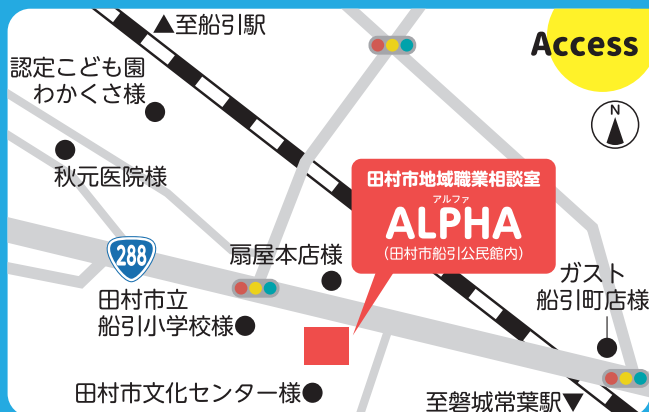 ▲至船引駅
Access
認定こども園
わかくさ様
N
秋元医院様
田村市地域職業相談室
アルファ
ALPHA
(田村市船引公民館内)
288
扇屋本店様
ガスト
船引町店様
田村市立
船引小学校様
田村市文化センター様
至磐城常葉駅▼